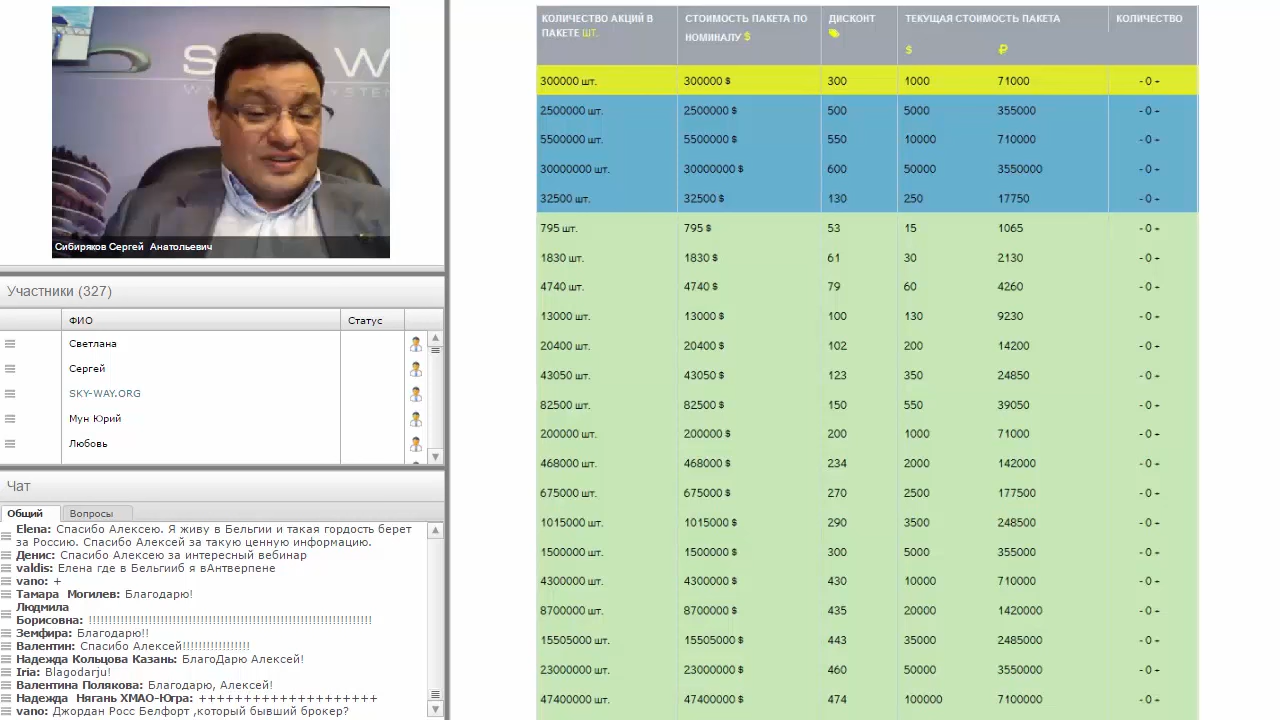 SKY W
Сибиряков Сергей Анатольевич
Участники (327)
ФИО Статус
Светлана
Сергей
SKY-WAY.ORG
Мун Юрий
Любовь
Чат
Общий Вопросы
Elena: Спасибо Алексею. Я живу в Бельгии и такая гордость берет
за Россию. Спасибо Алексей за такую ценную информацию.
Денис: Спасибо Алексею за интересный вебинар
valdis: Елена где в Бельгииб я вАнтверпене
vano: +
Тамара Могилев: Благодарю!
Людмила
Борисовна: !!!!!!!!!!!!!!!!!!!!!!!!!!!!!!!!!!!!!!!!!!!!!!!!!!!!!!!!!!!!!!!!!!!!!!
Земфира: Благодарю!!
Валентин: Спасибо Алексей!!!!!!!!!!!!!!!!!
Надежда Кольцова Казань: БлагоДарю Алексей!
Iria: Blagodarju!
Валентина Полякова: Благодарю, Алексей!
Надежда Нягань ХМАО-Югра: +++++++++++++++++++
vano: Джордан Росс Белфорт ,который бывший брокер?
КОЛИЧЕСТВО АКЦИЙ В СТОИМОСТЬ ПАКЕТА ПО ДИСКОНТ ТЕКУЩАЯ СТОИМОСТЬ ПАКЕТА КОЛИЧЕСТВО
ПАКЕТЕ ШТ. НОМИНАЛУ $
$ ₽
300000 шт. 300000 $ 300 1000 71000 - 0 +
2500000 шт. 2500000 $ 500 5000 355000 - 0 +
5500000 шт. 5500000 $ 550 10000 710000 - 0 +
30000000 шт. 30000000 $ 600 50000 3550000 - 0 +
32500 шт. 32500 $ 130 250 17750 - 0 +
795 шт. 795 $ 53 15 1065 - 0 +
1830 шт. 1830 $ 61 30 2130 - 0 +
4740 шт. 4740 $ 79 60 4260 - 0 +
13000 шт. 13000 $ 100 130 9230 - 0 +
20400 шт. 20400 $ 102 200 14200 - 0 +
43050 шт. 43050 $ 123 350 24850 - 0 +
82500 шт. 82500 $ 150 550 39050 - 0 +
200000 шт. 200000 $ 200 1000 71000 - 0 +
468000 шт. 468000 $ 234 2000 142000 - 0 +
675000 шт. 675000 $ 270 2500 177500 - 0 +
1015000 шт. 1015000 $ 290 3500 248500 - 0 +
1500000 шт. 1500000 $ 300 5000 355000 - 0 +
4300000 шт. 4300000 $ 430 10000 710000 - 0 +
8700000 шт. 8700000 $ 435 20000 1420000 - 0 +
15505000 шт. 15505000 $ 443 35000 2485000 - 0 +
23000000 шт. 23000000 $ 460 50000 3550000 - 0 +
47400000 шт. 47400000 $ 474 100000 7100000 - 0 +